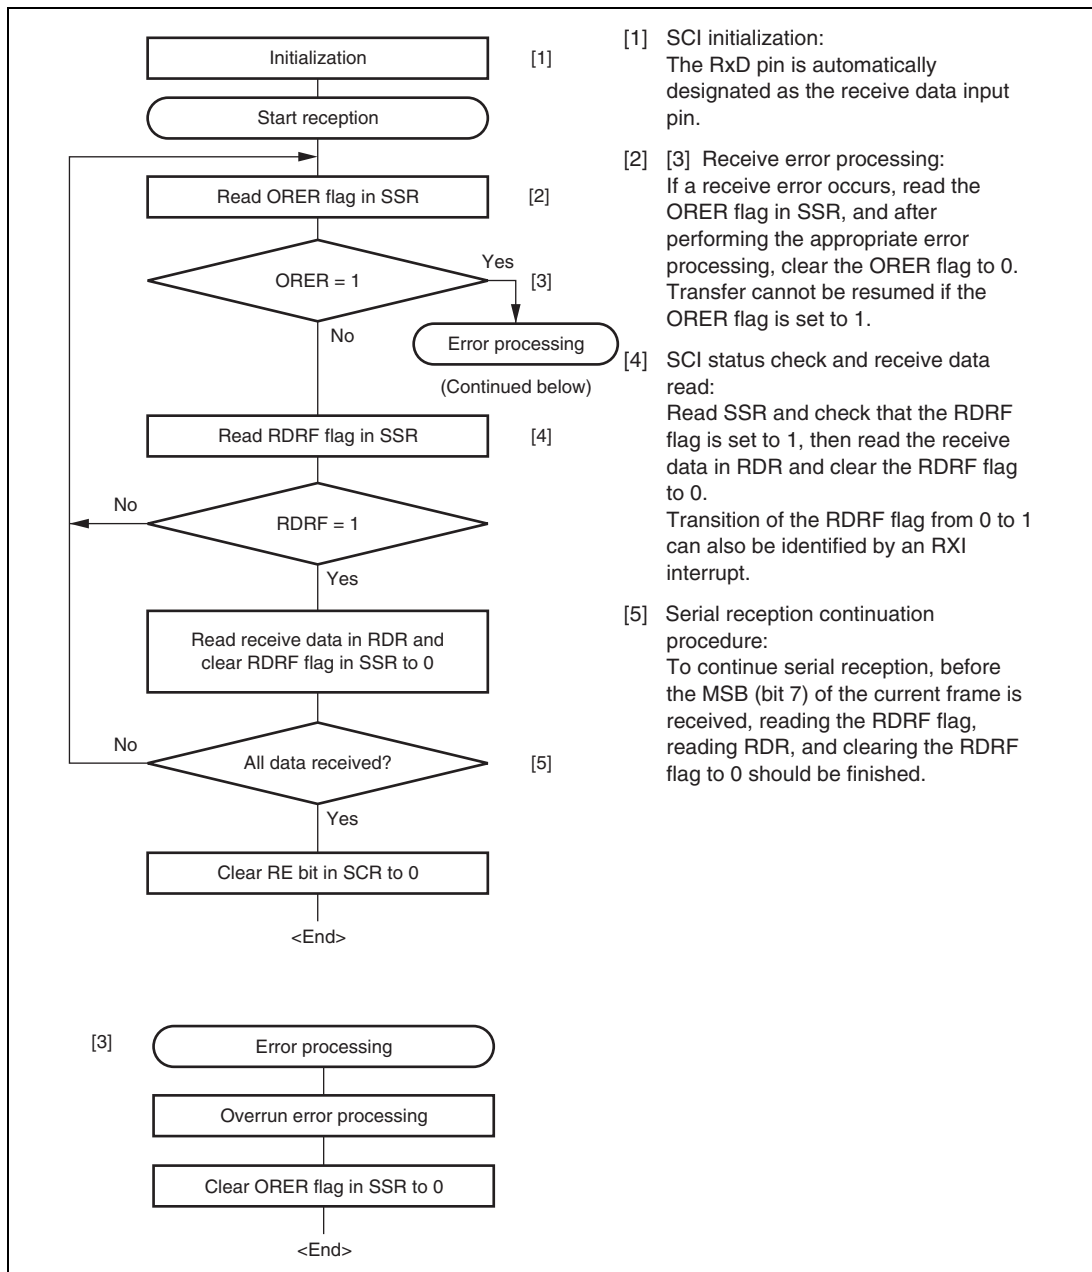 Initialization
[1]
Start reception
Read ORER flag in SSR
[2]
ORER = 1
Yes
[3]
No
Error processing
(Continued below)
Read RDRF flag in SSR
[4]
No
RDRF = 1
Yes
Read receive data in RDR and
clear RDRF flag in SSR to 0
No
All data received?
[5]
Yes
Clear RE bit in SCR to 0
<End>
[3]
Error processing
Overrun error processing
Clear ORER flag in SSR to 0
<End>
[1] SCI initialization:
The RxD pin is automatically
designated as the receive data input
pin.
[2] [3] Receive error processing:
If a receive error occurs, read the
ORER flag in SSR, and after
performing the appropriate error
processing, clear the ORER flag to 0.
Transfer cannot be resumed if the
ORER flag is set to 1.
[4] SCI status check and receive data
read:
Read SSR and check that the RDRF
flag is set to 1, then read the receive
data in RDR and clear the RDRF flag
to 0.
Transition of the RDRF flag from 0 to 1
can also be identified by an RXI
interrupt.
[5] Serial reception continuation
procedure:
To continue serial reception, before
the MSB (bit 7) of the current frame is
received, reading the RDRF flag,
reading RDR, and clearing the RDRF
flag to 0 should be finished.